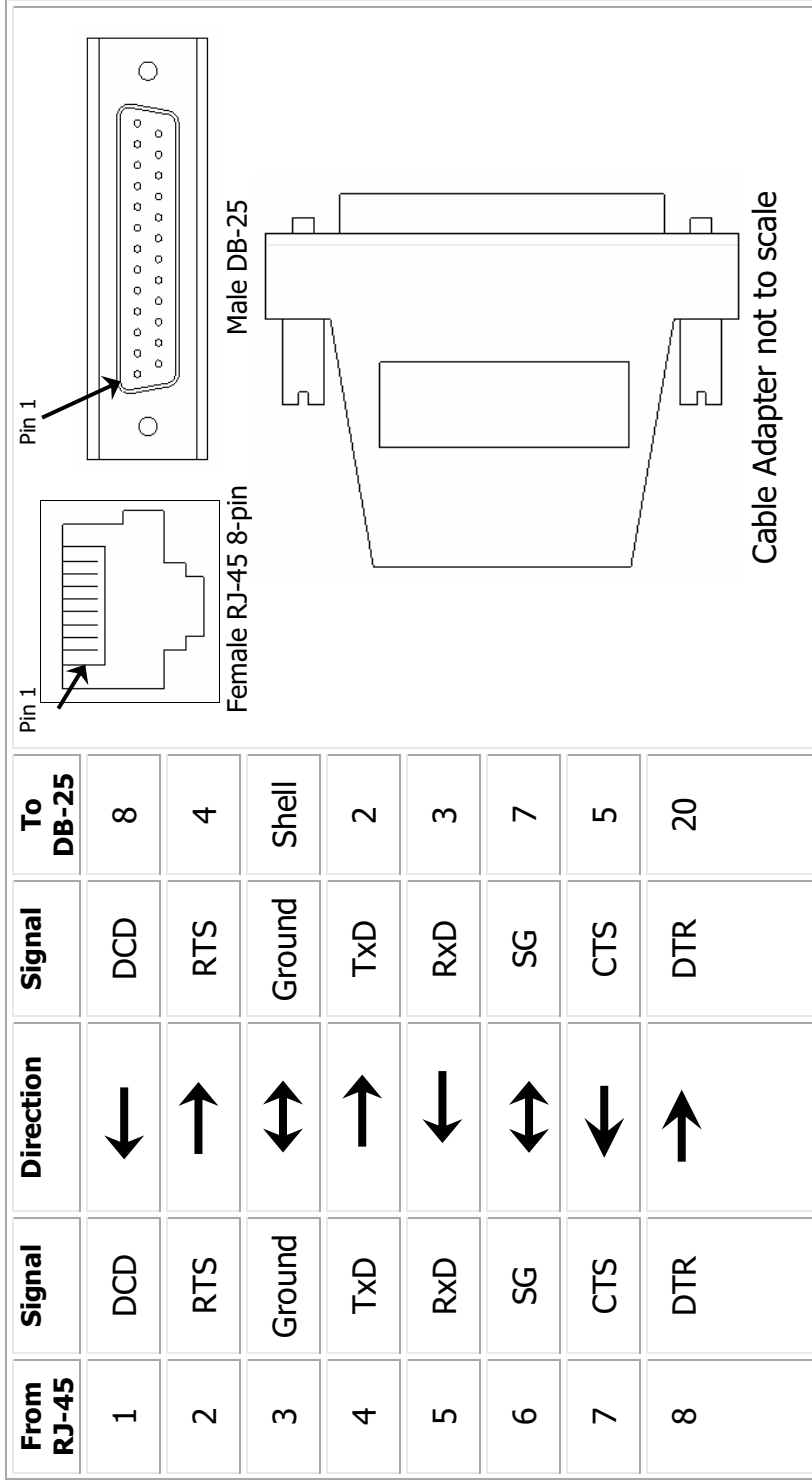 From RJ-45 Signal Direction Signal To DB-25
1 DCD DCD 8
2 RTS RTS 4
3 Ground Ground Shell
4 TxD TxD 2
5 RxD RxD 3
6 SG SG 7
7 CTS CTS 5
8 DTR DTR 20
Pin 1
Pin 1
Female RJ-45 8-pin
Male DB-25
Cable Adapter not to scale